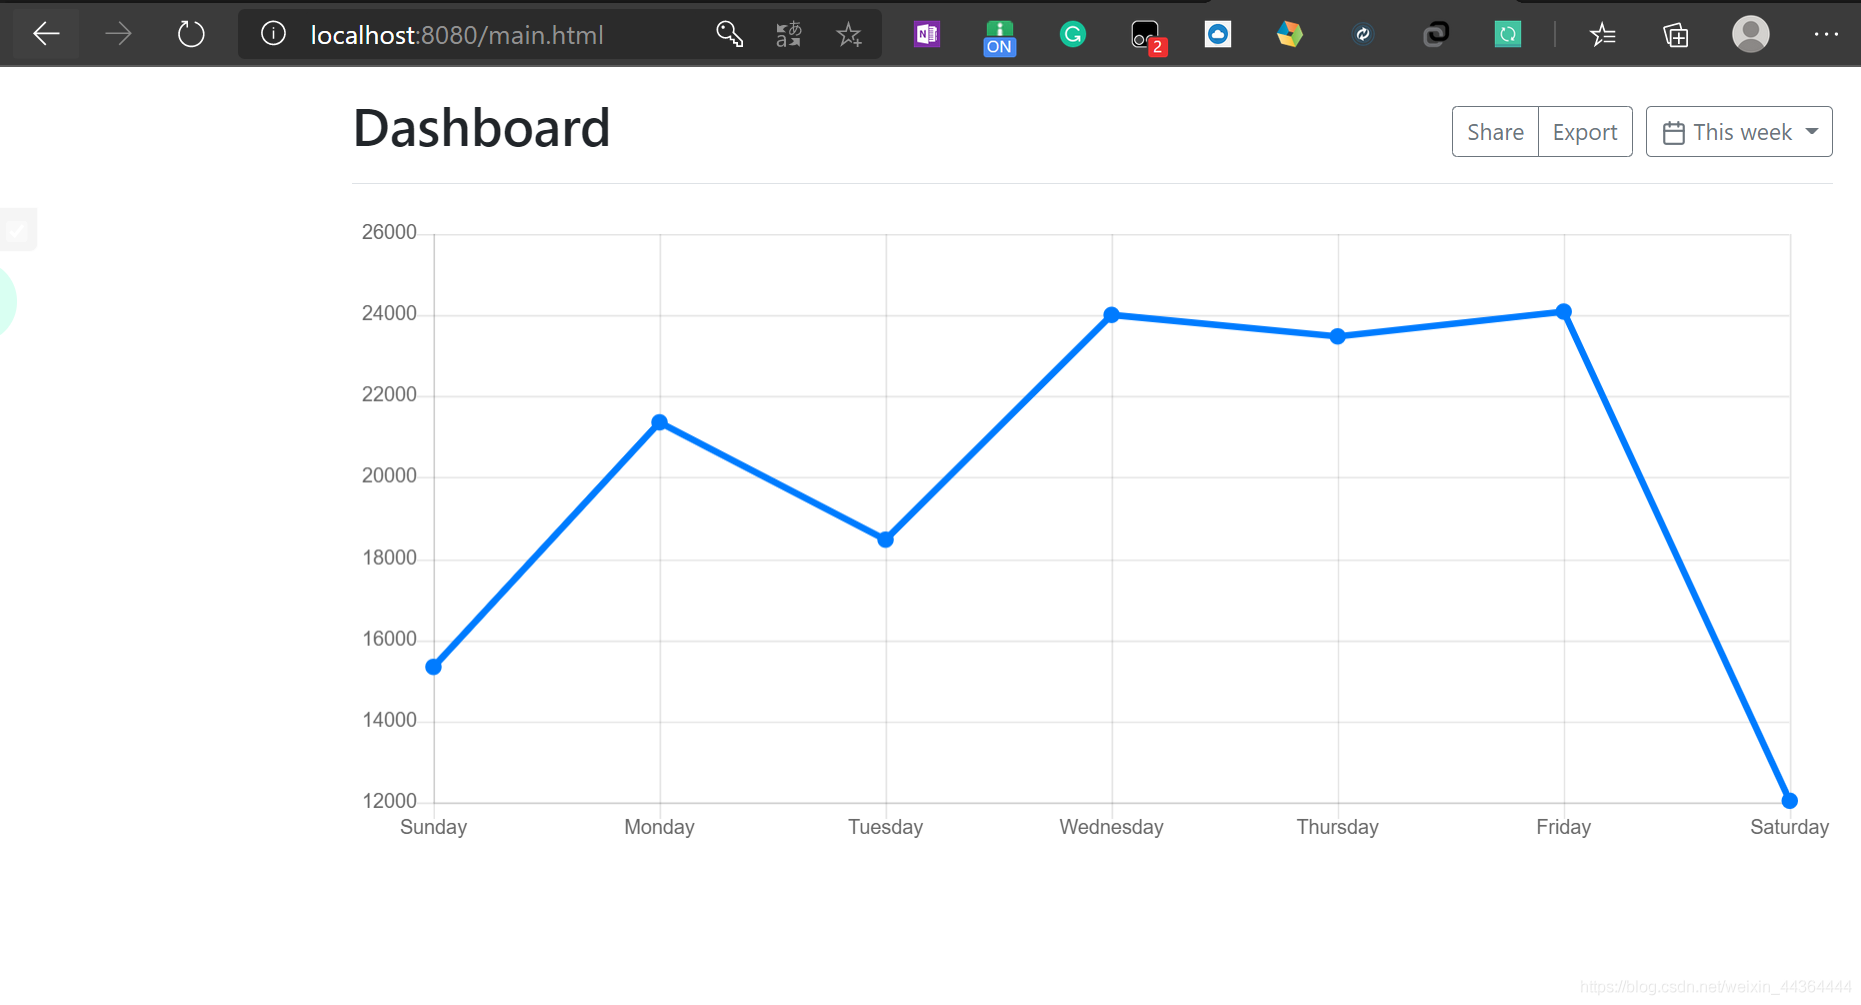 localhost:8080/main.html
ON
2
Dashboard
Share
Export
This week
26000
24000
22000
20000
18000
16000
14000
12000
Sunday Monday Tuesday Wednesday Thursday Friday Saturday
https://blog.csdn.net/weixin_44364444